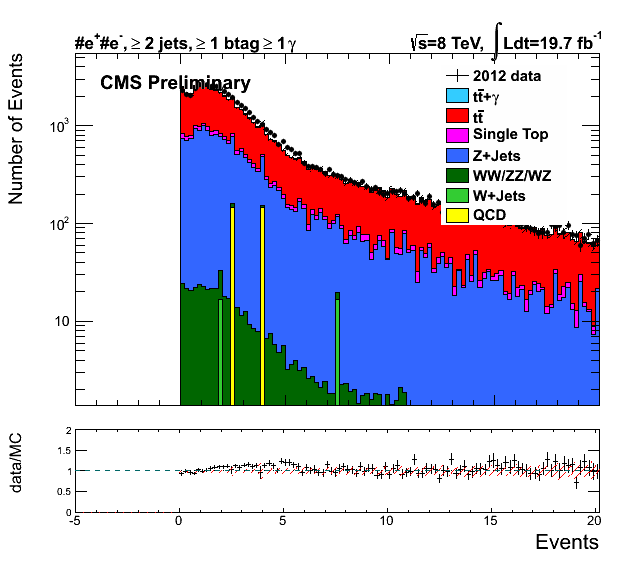 #e⁺#e⁻, ≥ 2 jets, ≥ 1 btag ≥ 1γ
√s=8 TeV, ∫Ldt=19.7 fb⁻¹
CMS Preliminary
2012 data
tt̄+γ
tt̄
Single Top
Z+Jets
WW/ZZ/WZ
W+Jets
QCD
Number of Events
10³
10²
10
data/MC
2
1.5
1
0.5
0
-5 0 5 10 15 20
Events